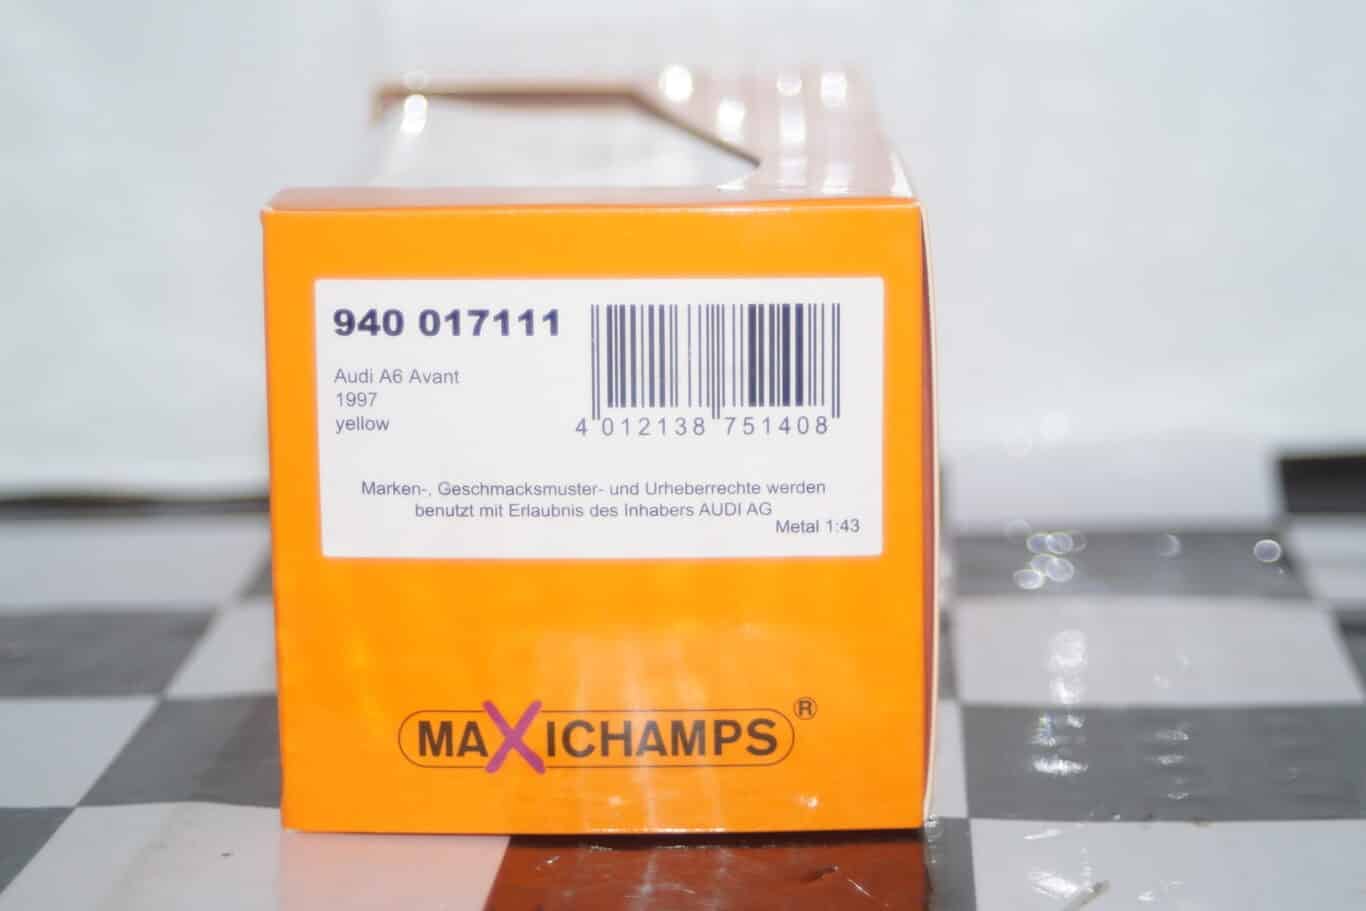 940 017111
Audi A6 Avant
1997
yellow
4 012138 751408
Marken-, Geschmacksmuster- und Urheberrechte werden
benutzt mit Erlaubnis des Inhabers AUDI AG
Metal 1:43
MAXICHAMPS®